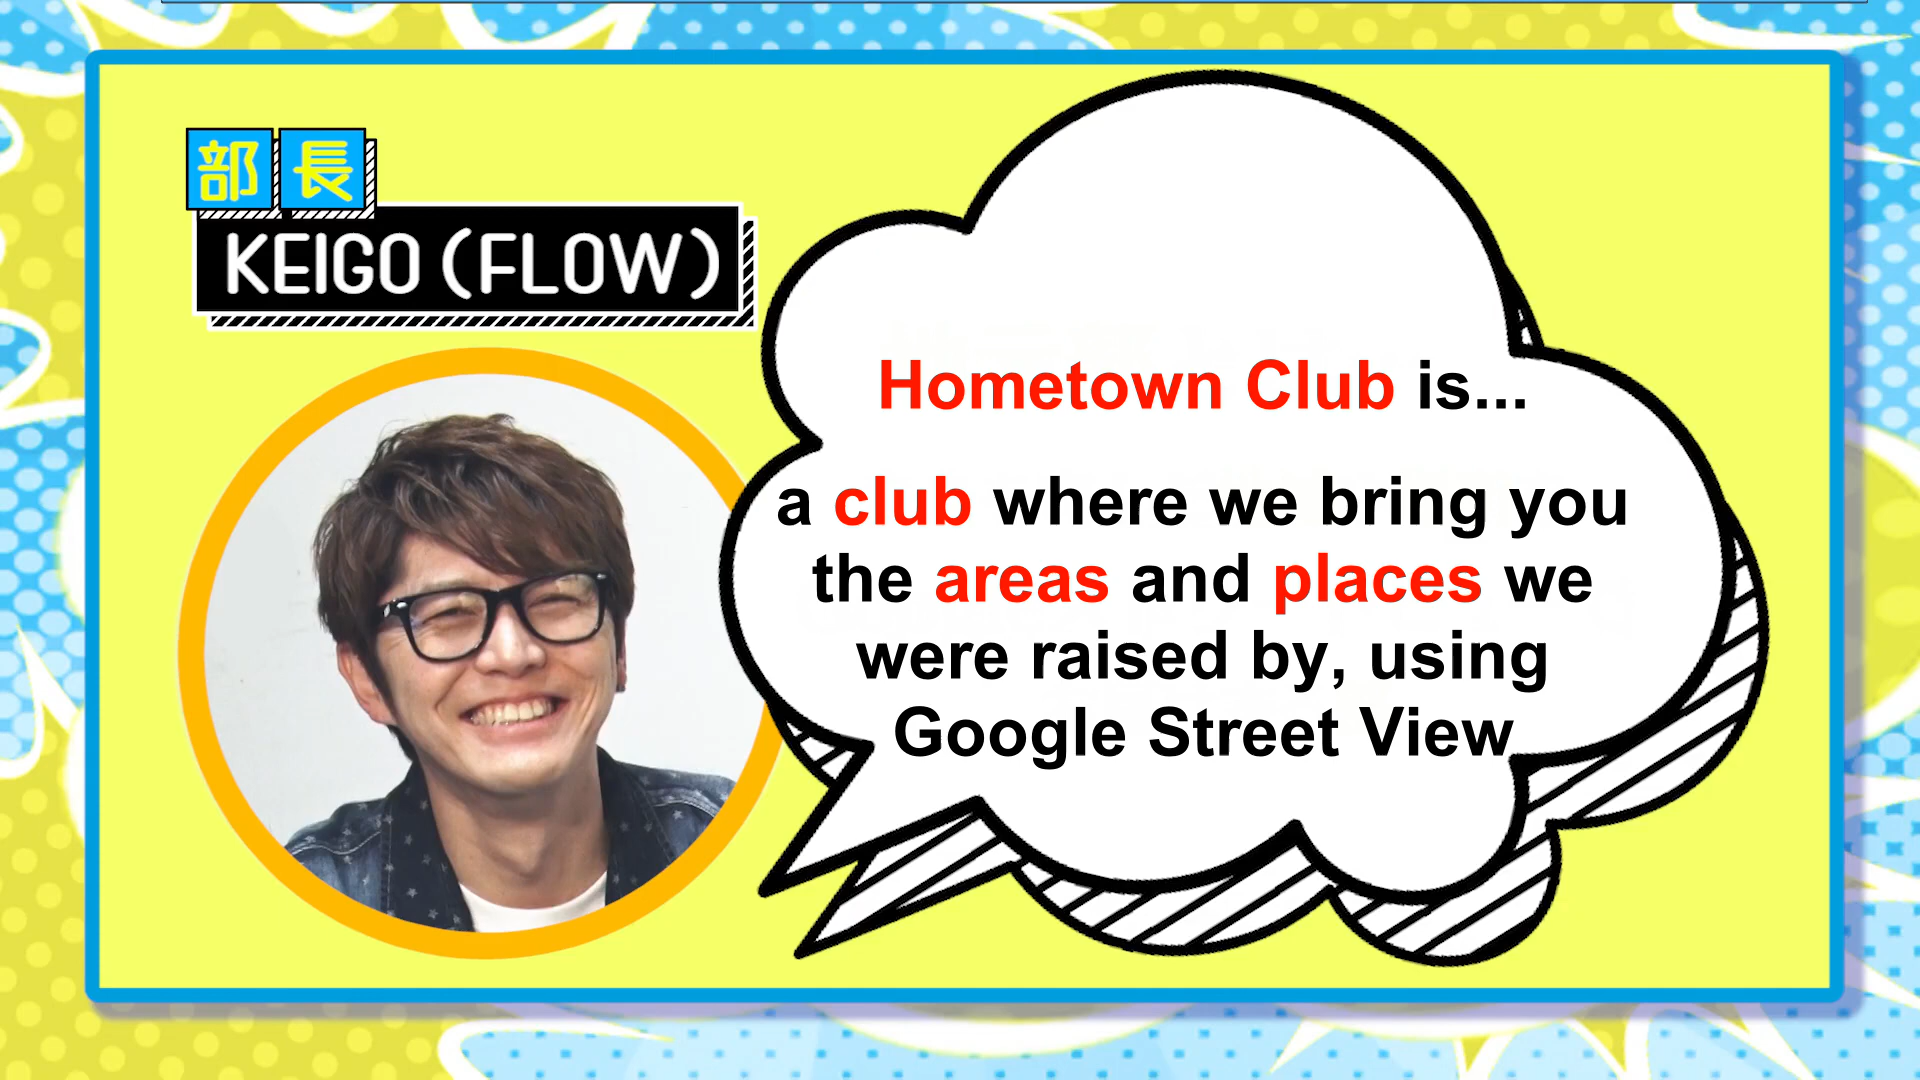 部長
KEIGO (FLOW)
Hometown Club is...
a club where we bring you
the areas and places we
were raised by, using
Google Street View